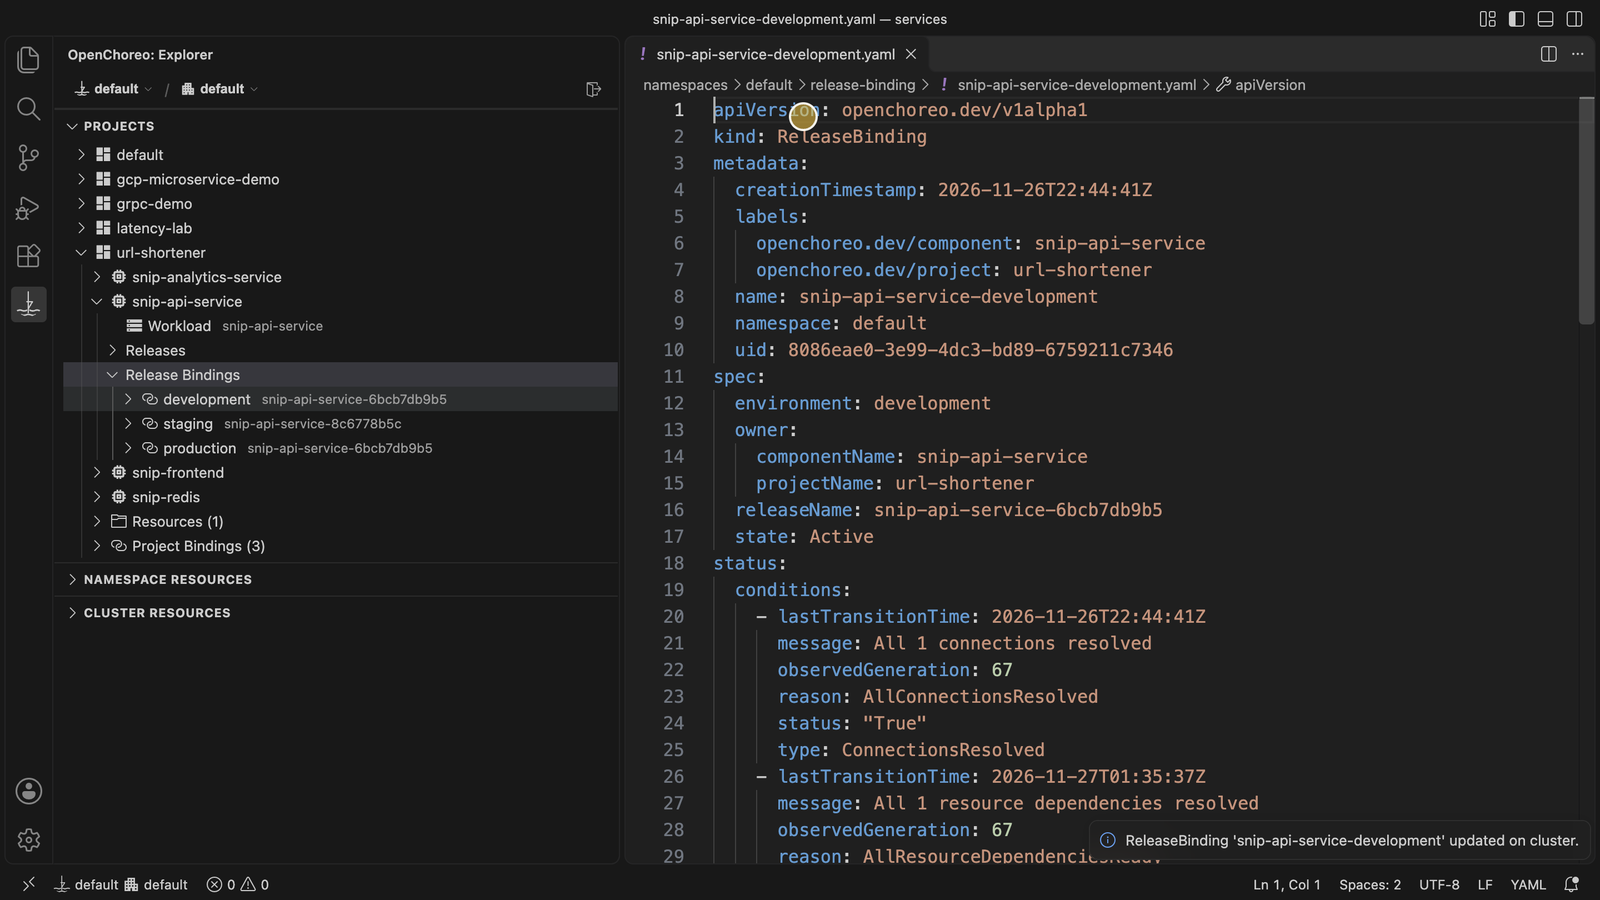 snip-api-service-development.yaml — services
OpenChoreo: Explorer
default / default
PROJECTS
default
gcp-microservice-demo
grpc-demo
latency-lab
url-shortener
snip-analytics-service
snip-api-service
Workload snip-api-service
Releases
Release Bindings
development snip-api-service-6bcb7db9b5
staging snip-api-service-8c6778b5c
production snip-api-service-6bcb7db9b5
snip-frontend
snip-redis
Resources (1)
Project Bindings (3)
NAMESPACE RESOURCES
CLUSTER RESOURCES
! snip-api-service-development.yaml
namespaces > default > release-binding > ! snip-api-service-development.yaml > apiVersion
1 apiVersion: openchoreo.dev/v1alpha1
2 kind: ReleaseBinding
3 metadata:
4 creationTimestamp: 2026-11-26T22:44:41Z
5 labels:
6 openchoreo.dev/component: snip-api-service
7 openchoreo.dev/project: url-shortener
8 name: snip-api-service-development
9 namespace: default
10 uid: 8086eae0-3e99-4dc3-bd89-6759211c7346
11 spec:
12 environment: development
13 owner:
14 componentName: snip-api-service
15 projectName: url-shortener
16 releaseName: snip-api-service-6bcb7db9b5
17 state: Active
18 status:
19 conditions:
20 - lastTransitionTime: 2026-11-26T22:44:41Z
21 message: All 1 connections resolved
22 observedGeneration: 67
23 reason: AllConnectionsResolved
24 status: "True"
25 type: ConnectionsResolved
26 - lastTransitionTime: 2026-11-27T01:35:37Z
27 message: All 1 resource dependencies resolved
28 observedGeneration: 67
29 reason: AllResourceDependenciesReady
ReleaseBinding 'snip-api-service-development' updated on cluster.
default default 0 0
Ln 1, Col 1 Spaces: 2 UTF-8 LF YAML